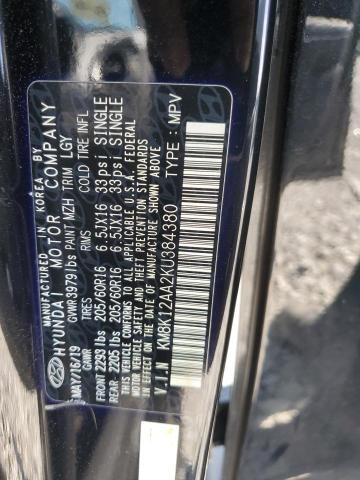 MANUFACTURED IN KOREA BY
HYUNDAI MOTOR COMPANY
MAY/16/19 GVWR 3979 lbs PAINT MZH TRIM LGY
GAWR TIRES RIMS COLD TIRE INFL
FRONT 2293 lbs 205/60R16 6.5JX16 33psi SINGLE
REAR 2205 lbs 205/60R16 6.5JX16 33psi SINGLE
THIS VEHICLE CONFORMS TO ALL APPLICABLE U.S.A. FEDERAL
MOTOR VEHICLE SAFETY, BUMPER, AND THEFT PREVENTION STANDARDS
IN EFFECT ON THE DATE OF MANUFACTURE SHOWN ABOVE.
V.I.N KM8K12AA2KU384380 TYPE : MPV